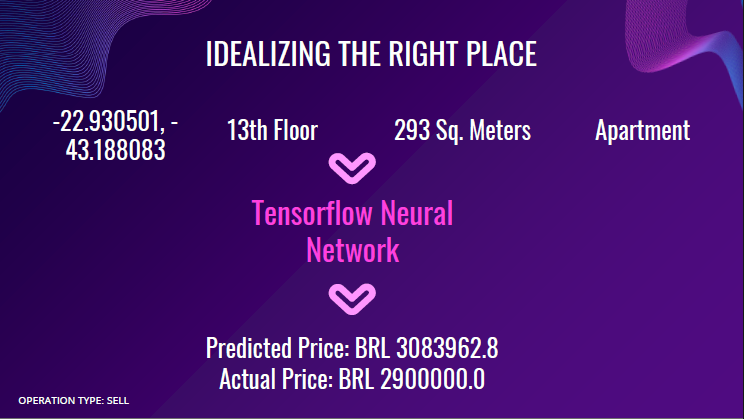 IDEALIZING THE RIGHT PLACE
-22.930501, -
43.188083
13th Floor
293 Sq. Meters
Apartment
Tensorflow Neural
Network
Predicted Price: BRL 3083962.8
Actual Price: BRL 2900000.0
OPERATION TYPE: SELL